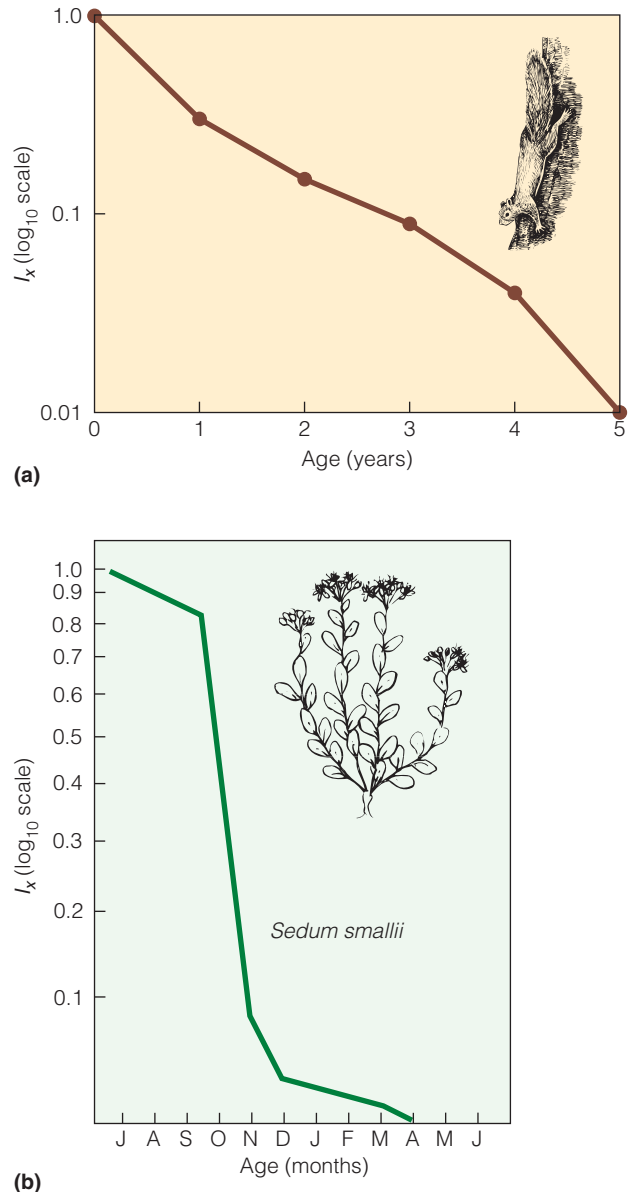 1.0
0.1
0.01
l_x (log_10 scale)
0 1 2 3 4 5
Age (years)
(a)
1.0
0.9
0.8
0.7
0.6
0.5
0.4
0.3
0.2
0.1
l_x (log_10 scale)
Sedum smallii
J A S O N D J F M A M J
Age (months)
(b)